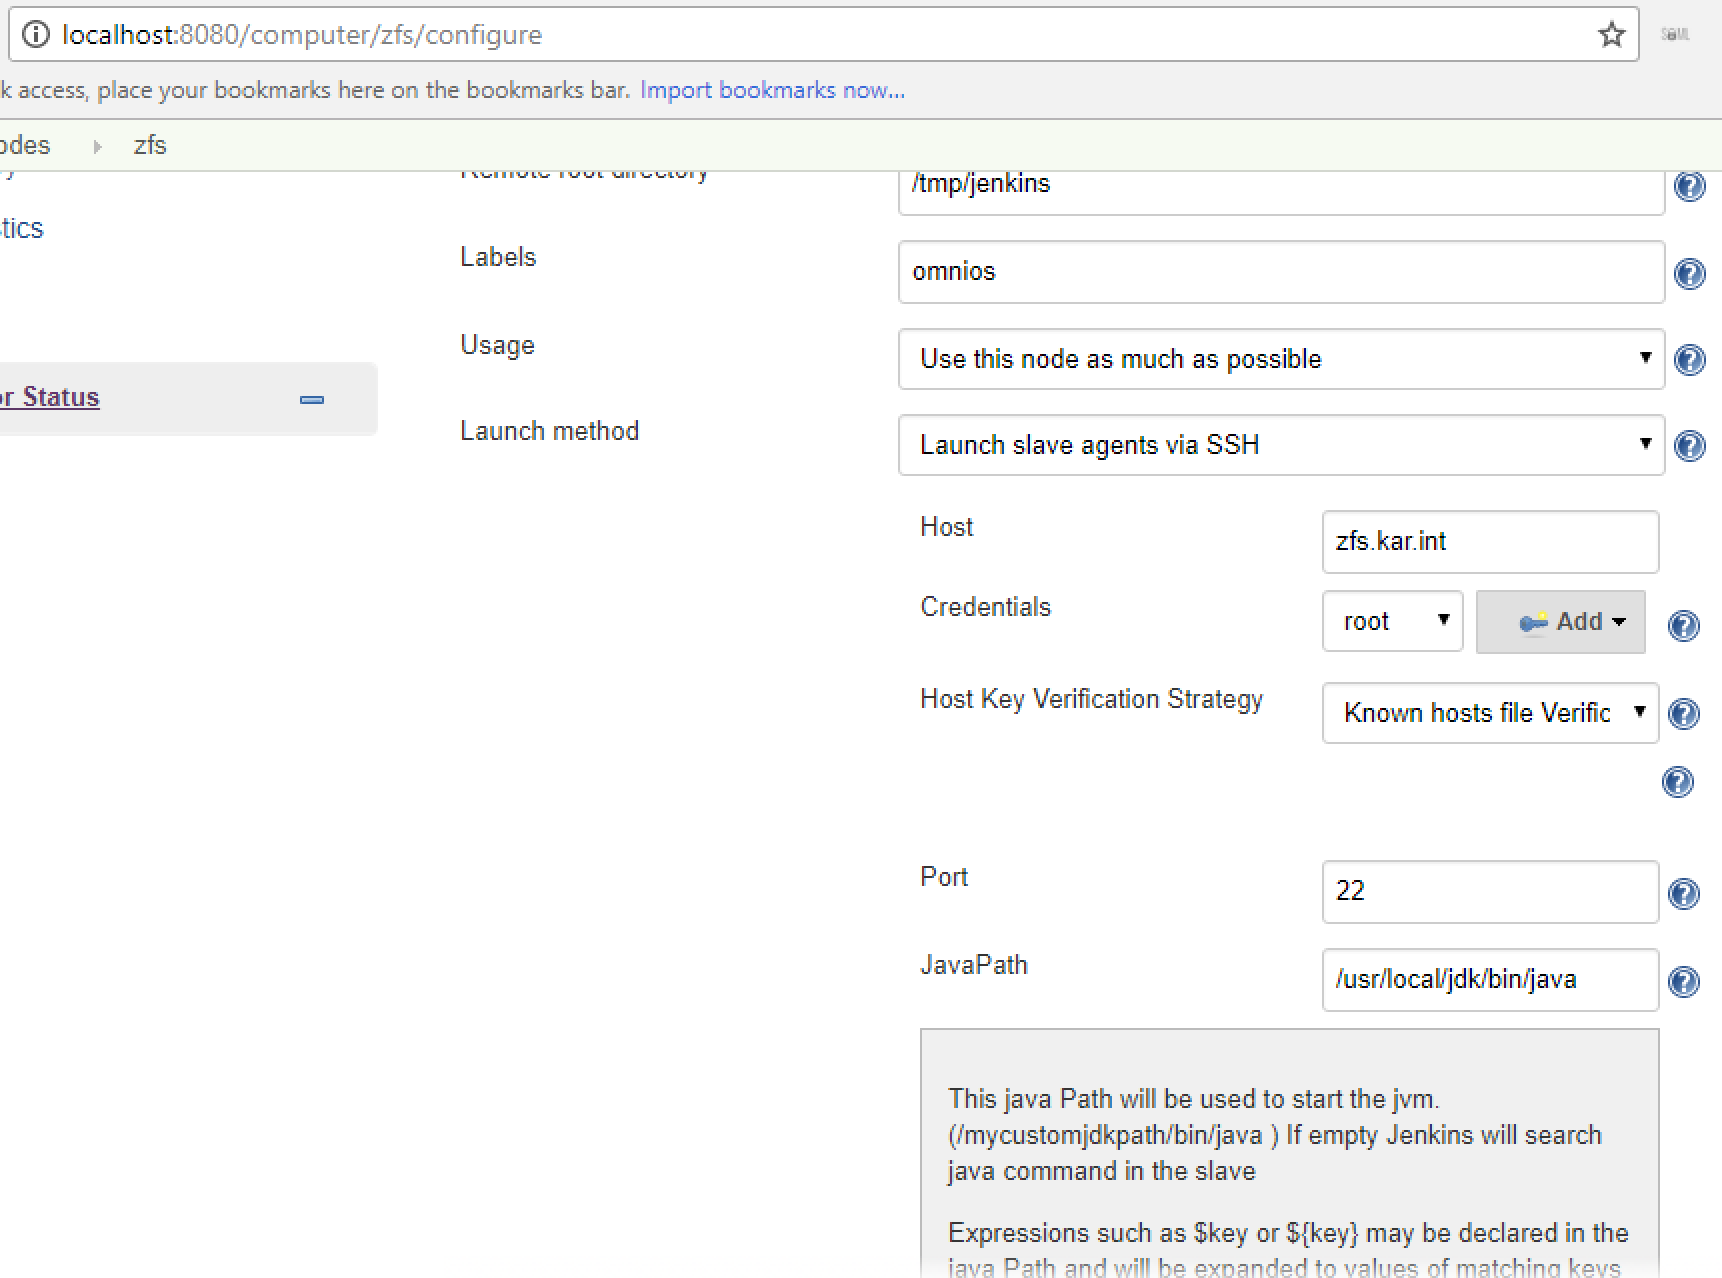 localhost:8080/computer/zfs/configure
k access, place your bookmarks here on the bookmarks bar. Import bookmarks now...
odes zfs
Remote root directory /tmp/jenkins
tics
Labels omnios
Usage Use this node as much as possible
or Status
Launch method Launch slave agents via SSH
Host zfs.kar.int
Credentials root Add
Host Key Verification Strategy Known hosts file Verific
Port 22
JavaPath /usr/local/jdk/bin/java
This java Path will be used to start the jvm.
(/mycustomjdkpath/bin/java ) If empty Jenkins will search
java command in the slave
Expressions such as $key or ${key} may be declared in the
java Path and will be expanded to values of matching keys